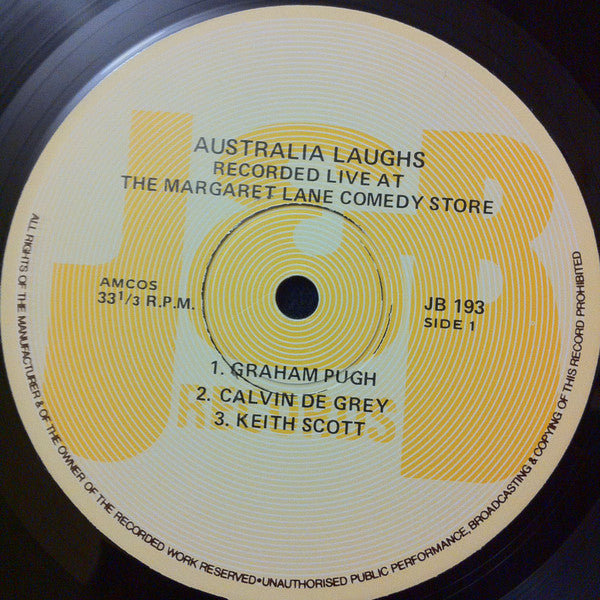 JOB
RECORDS
AUSTRALIA LAUGHS
RECORDED LIVE AT
THE MARGARET LANE COMEDY STORE
AMCOS
33 1/3 R.P.M.
JB 193
SIDE 1
1. GRAHAM PUGH
2. CALVIN DE GREY
3. KEITH SCOTT
ALL RIGHTS OF THE MANUFACTURER & OF THE OWNER OF THE RECORDED WORK RESERVED•UNAUTHORISED PUBLIC PERFORMANCE, BROADCASTING & COPYING OF THIS RECORD PROHIBITED